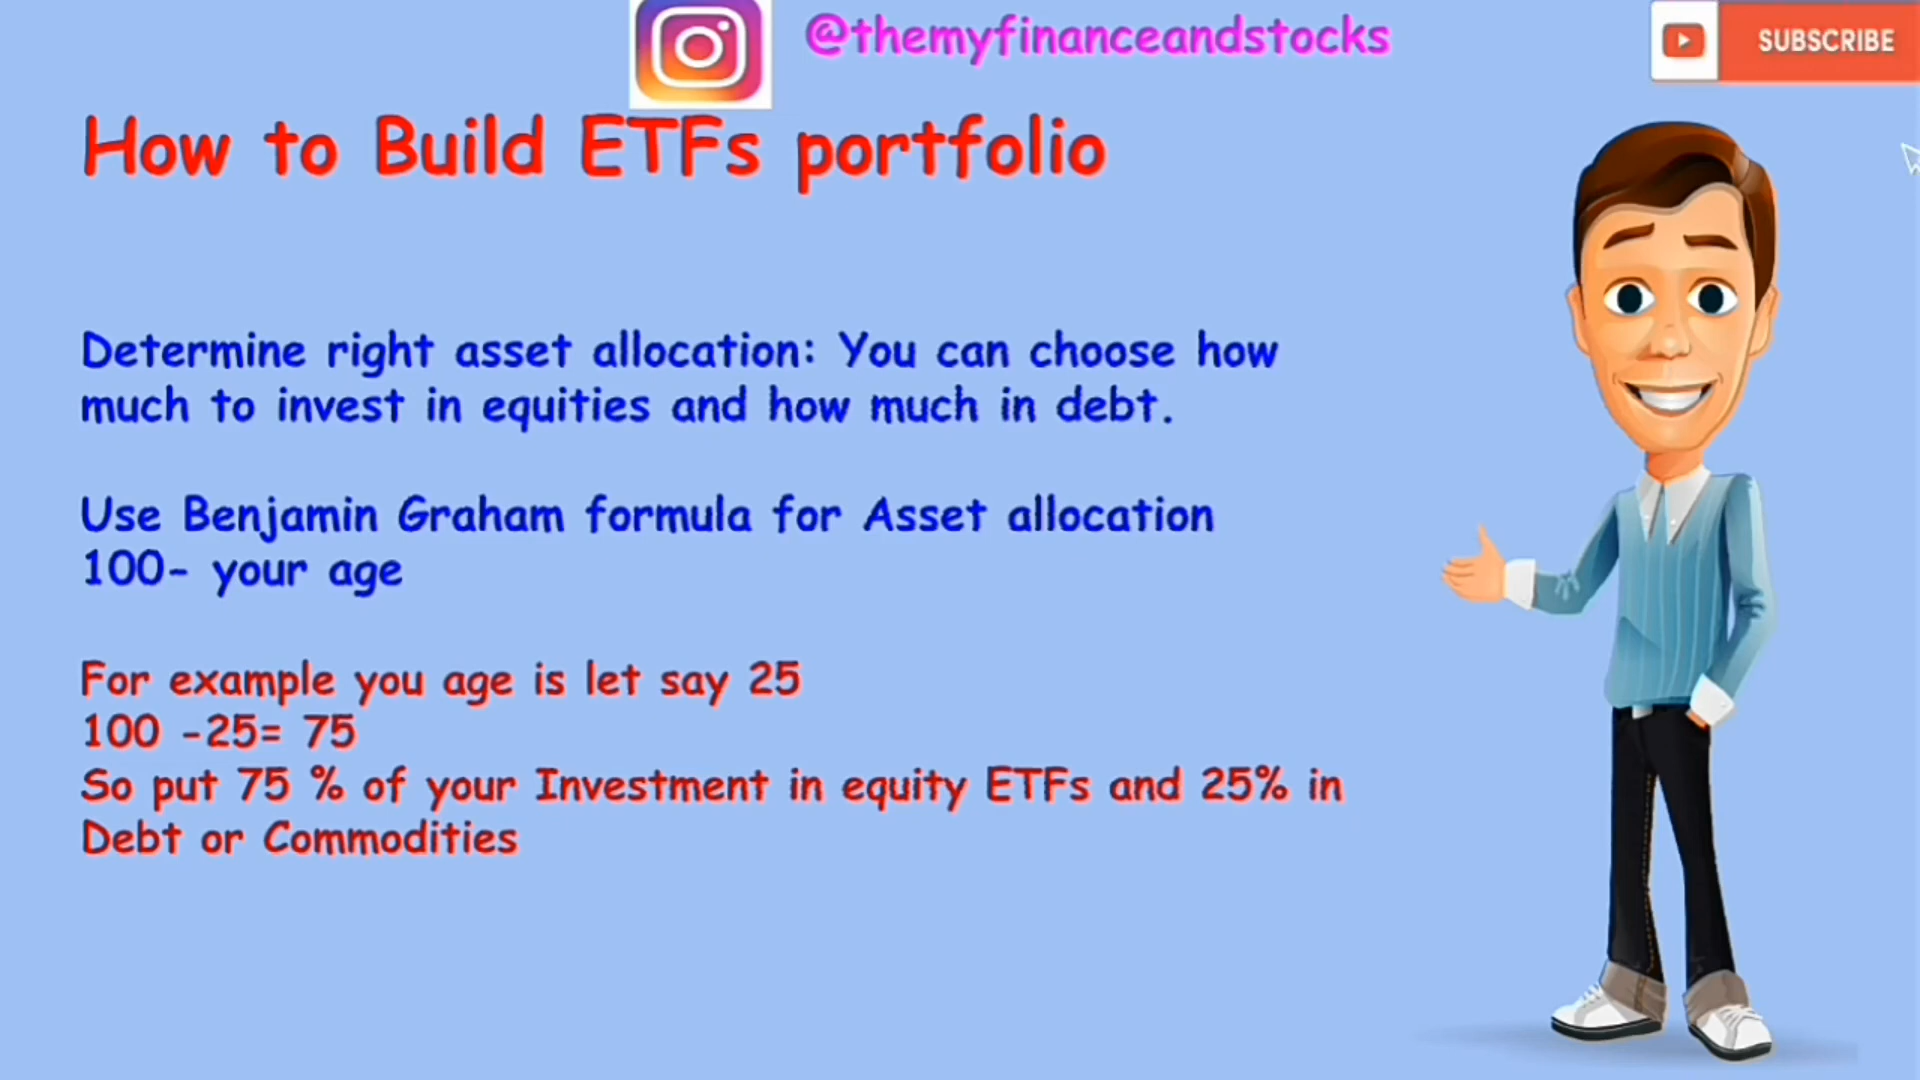 @themyfinanceandstocks
SUBSCRIBE
How to Build ETFs portfolio
Determine right asset allocation: You can choose how
much to invest in equities and how much in debt.
Use Benjamin Graham formula for Asset allocation
100- your age
For example you age is let say 25
100 -25= 75
So put 75 % of your Investment in equity ETFs and 25% in
Debt or Commodities